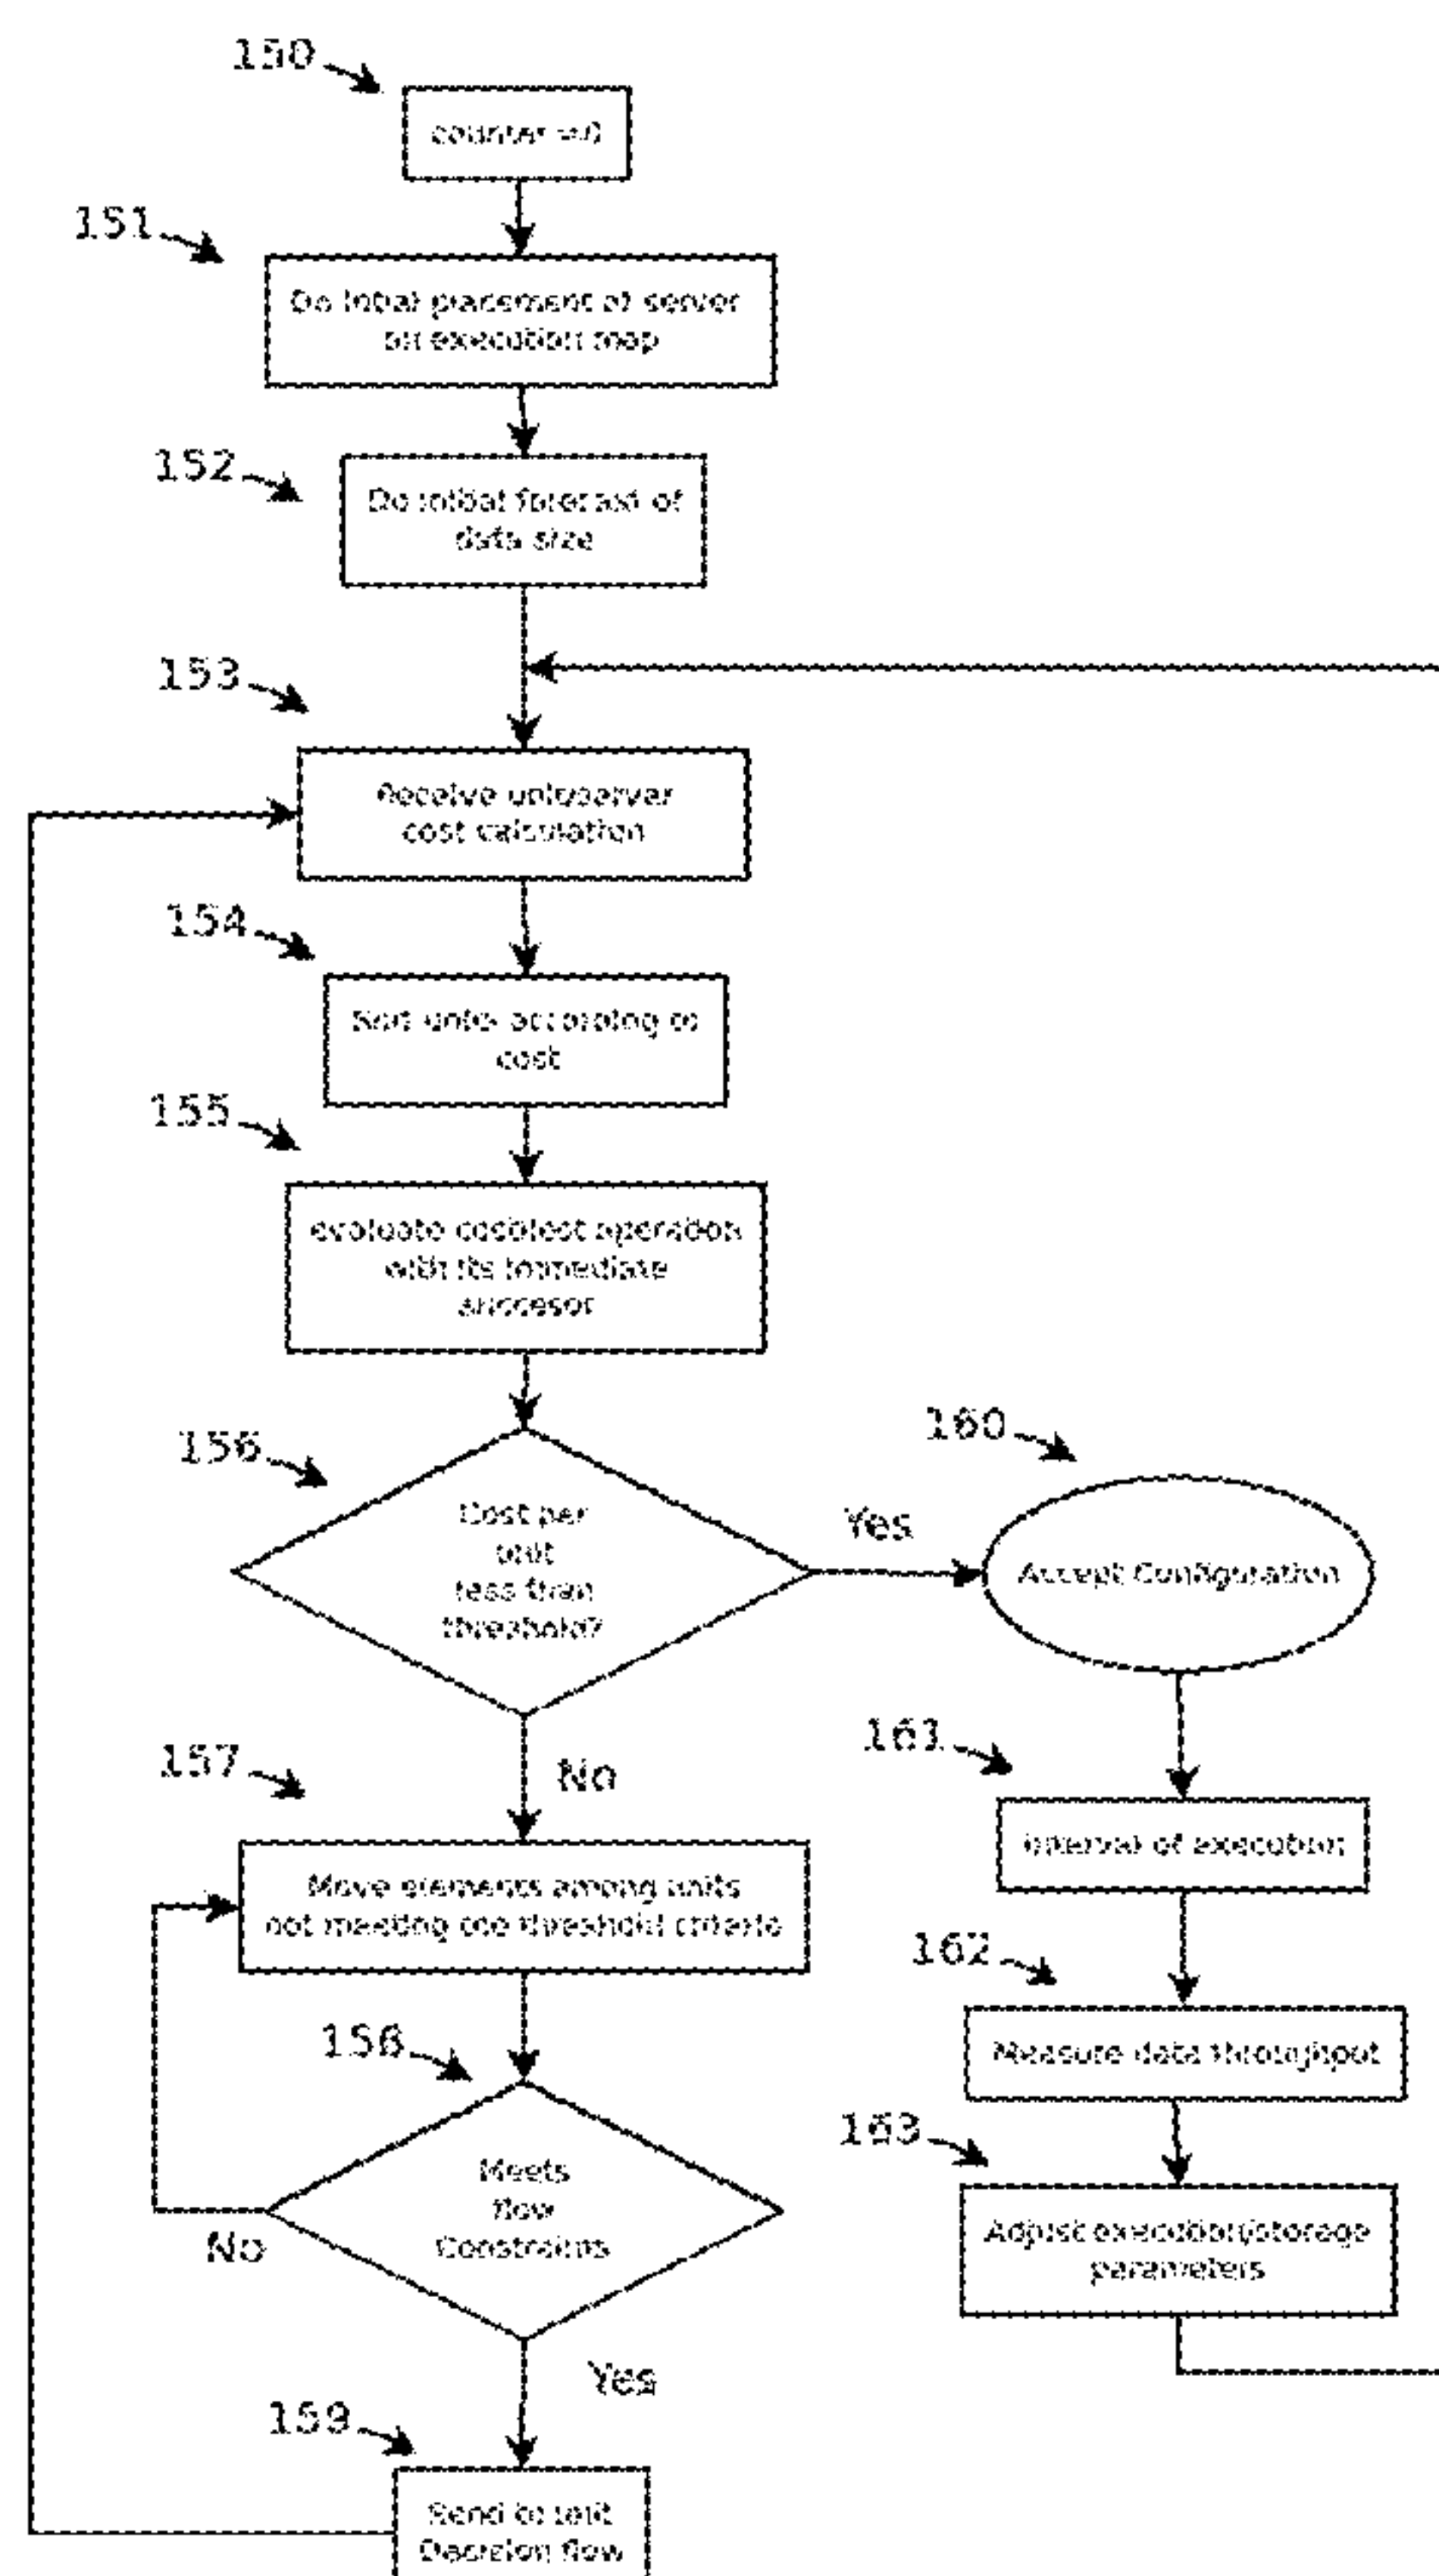 150
counter =0
151
Do initial placement of server
on execution map
152
Do initial forecast of
data size
153
Receive unit/server
cost calculation
154
Sort units according to
cost
155
evaluate costliest operation
with its immediate
succesor
156
Cost per
unit
less than
threshold?
Yes
160
Accept Configuration
No
157
Move elements among units
not meeting the threshold criteria
161
interval of execution
162
Measure data throughput
158
Meets
flow
Constrains
No
Yes
163
Adjust execution/storage
parameters
159
Send to unit
Decision flow